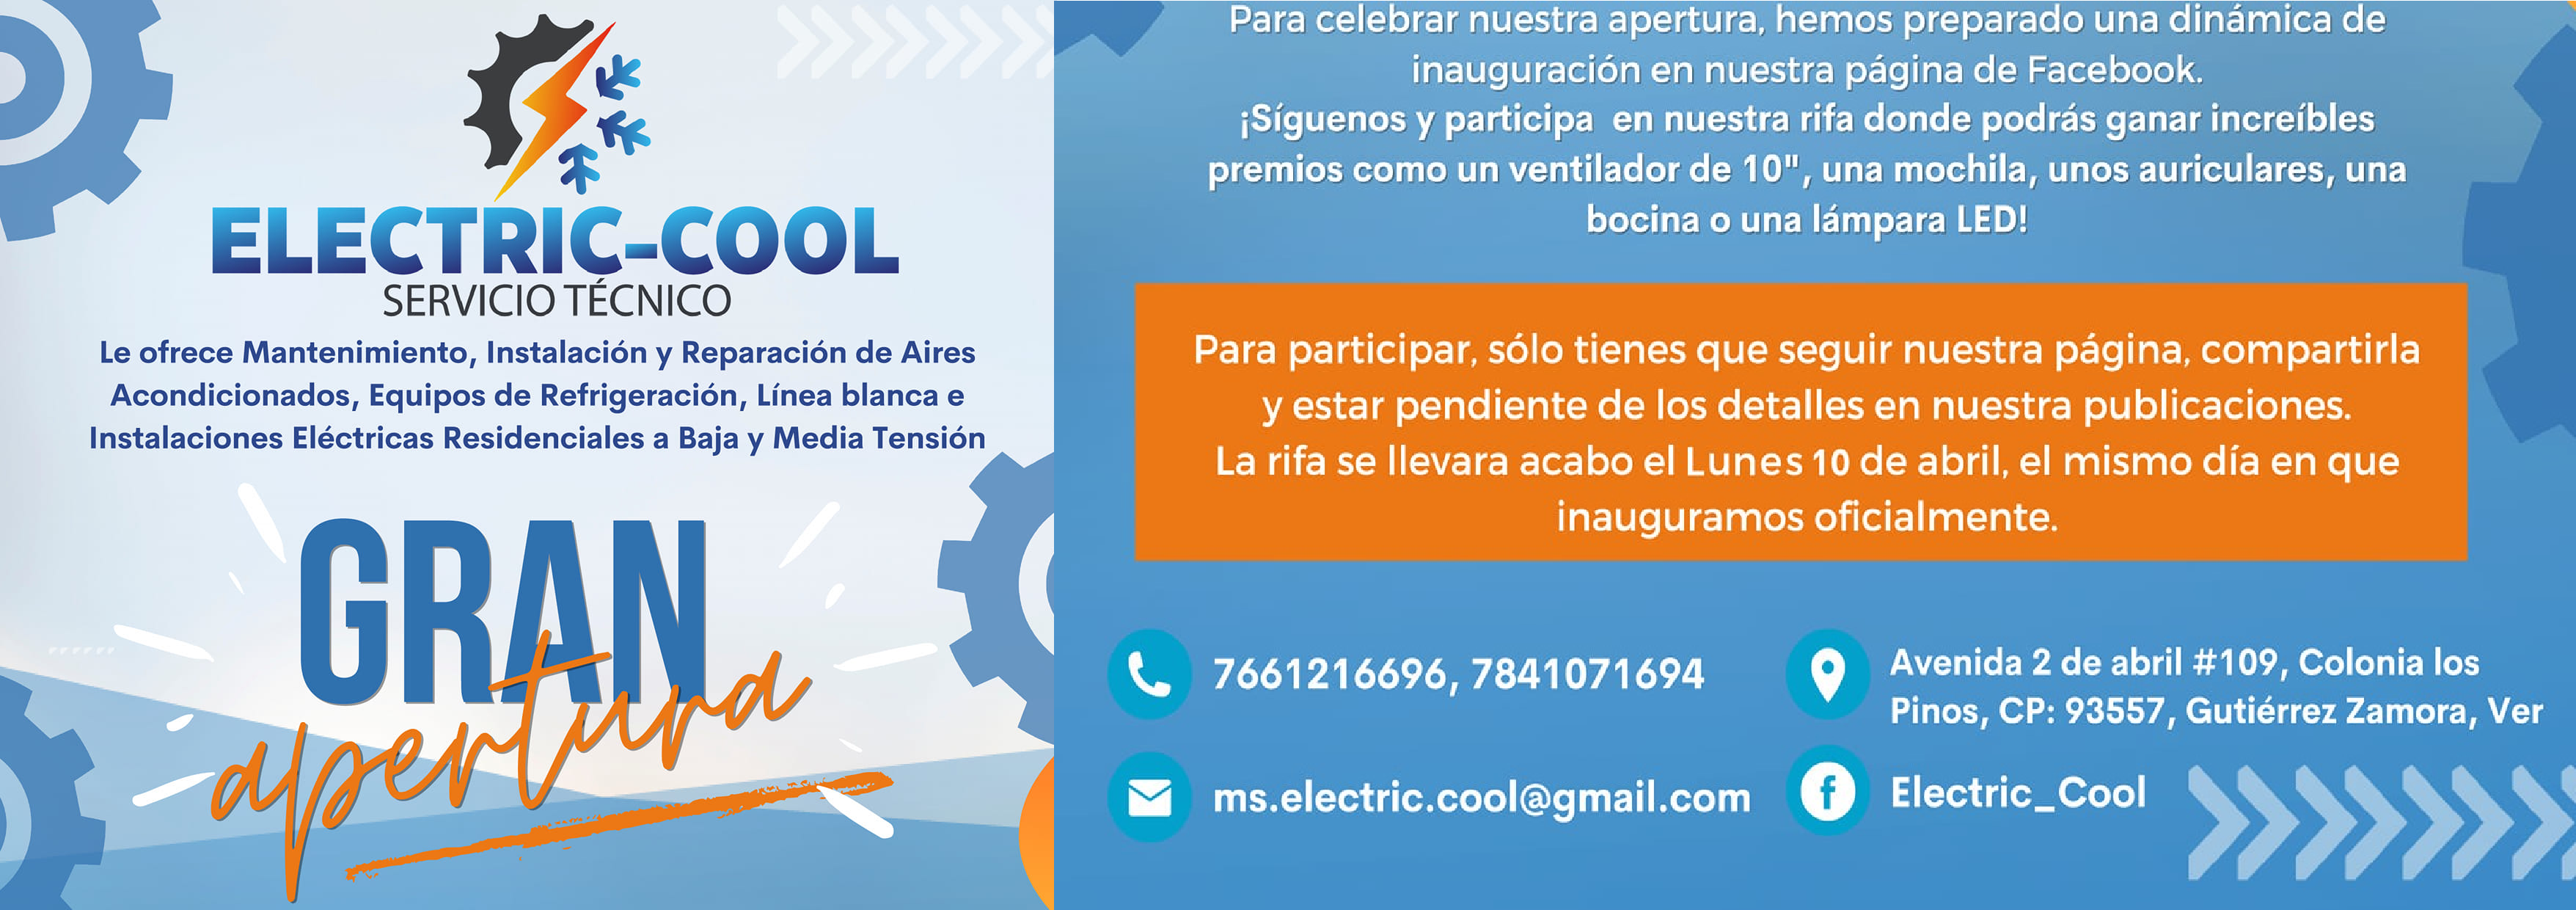 ELECTRIC-COOL
SERVICIO TÉCNICO
Le ofrece Mantenimiento, Instalación y Reparación de Aires
Acondicionados, Equipos de Refrigeración, Línea blanca e
Instalaciones Eléctricas Residenciales a Baja y Media Tensión
GRAN
apertura
Para celebrar nuestra apertura, hemos preparado una dinámica de
inauguración en nuestra página de Facebook.
¡Síguenos y participa en nuestra rifa donde podrás ganar increíbles
premios como un ventilador de 10", una mochila, unos auriculares, una
bocina o una lámpara LED!
Para participar, sólo tienes que seguir nuestra página, compartirla
y estar pendiente de los detalles en nuestra publicaciones.
La rifa se llevara acabo el Lunes 10 de abril, el mismo día en que
inauguramos oficialmente.
7661216696, 7841071694
ms.electric.cool@gmail.com
Avenida 2 de abril #109, Colonia los
Pinos, CP: 93557, Gutiérrez Zamora, Ver
Electric_Cool